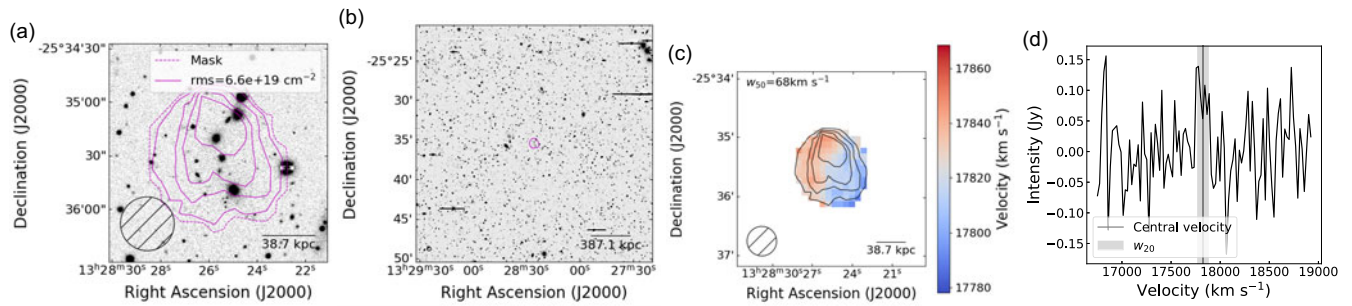 (a)
-25°34'30"
35'00"
30"
36'00"
Declination (J2000)
Mask
rms=6.6e+19 cm⁻²
38.7 kpc
13ʰ28ᵐ28ˢ
25ˢ
24ˢ
22ˢ
Right Ascension (J2000)
(b)
-25°25'
30'
35'
40'
45'
50'
Declination (J2000)
387.1 kpc
13ʰ29ᵐ30ˢ
00ˢ
28ᵐ30ˢ
00ˢ
27ᵐ30ˢ
Right Ascension (J2000)
(c)
-25°34'
35'
36'
37'
Declination (J2000)
w₅₀=68km s⁻¹
38.7 kpc
13ʰ28ᵐ30ˢ
27ˢ
24ˢ
21ˢ
Right Ascension (J2000)
17860
17840
17820
17800
17780
Velocity (km s⁻¹)
(d)
0.15
0.10
0.05
0.00
−0.05
−0.10
−0.15
Intensity (Jy)
Central velocity
w₂₀
17000
17500
18000
18500
19000
Velocity (km s⁻¹)